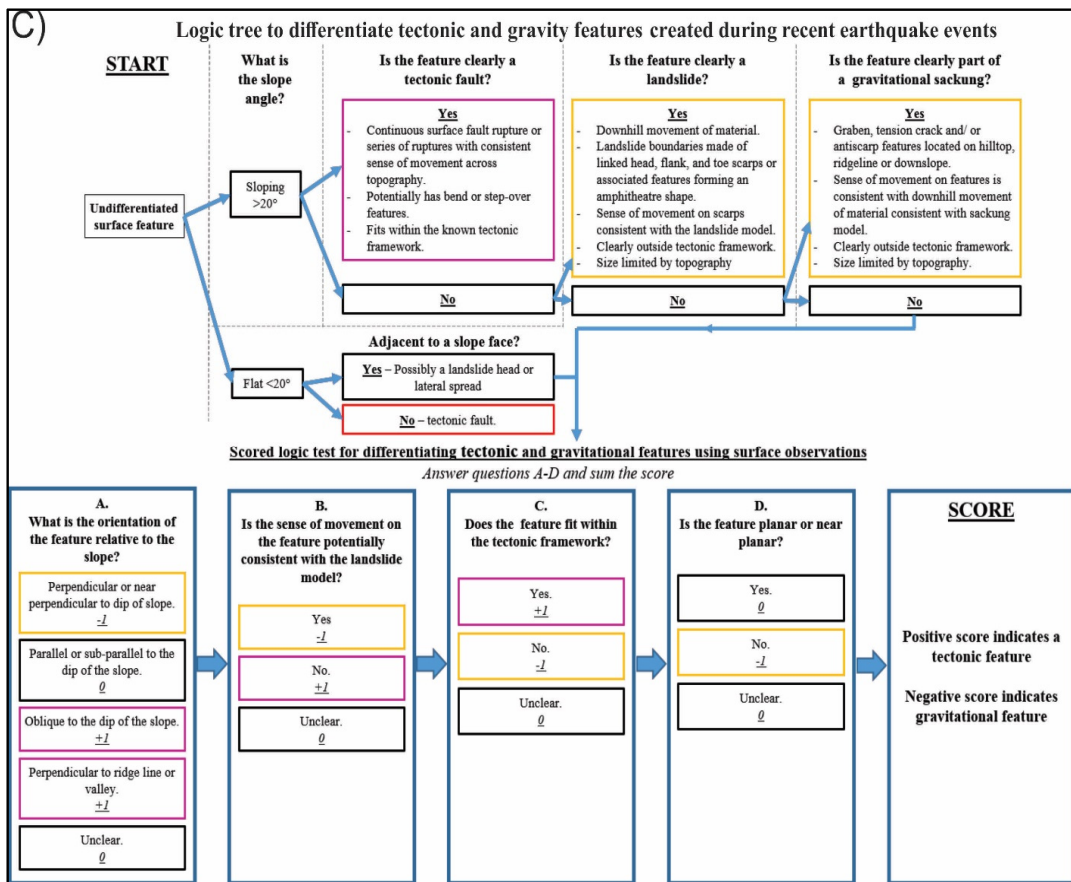 C)
Logic tree to differentiate tectonic and gravity features created during recent earthquake events
START
What is
the slope
angle?
Is the feature clearly a
tectonic fault?
Is the feature clearly a
landslide?
Is the feature clearly part of
a gravitational sackung?
Undifferentiated
surface feature
Sloping
>20°
Yes
- Continuous surface fault rupture or
series of ruptures with consistent
sense of movement across
topography.
- Potentially has bend or step-over
features.
- Fits within the known tectonic
framework.
No
Yes
- Downhill movement of material.
- Landslide boundaries made of
linked head, flank, and toe scarps or
associated features forming an
amphitheatre shape.
- Sense of movement on scarps
consistent with the landslide model.
- Clearly outside tectonic framework.
- Size limited by topography
No
Yes
- Graben, tension crack and/ or
antiscarp features located on hilltop,
ridgeline or downslope.
- Sense of movement on features is
consistent with downhill movement
of material consistent with sackung
model.
- Clearly outside tectonic framework.
- Size limited by topography.
No
Flat <20°
Adjacent to a slope face?
Yes – Possibly a landslide head or
lateral spread
No – tectonic fault.
Scored logic test for differentiating tectonic and gravitational features using surface observations
Answer questions A-D and sum the score
A.
What is the orientation of
the feature relative to the
slope?
Perpendicular or near
perpendicular to dip of slope.
-1
Parallel or sub-parallel to the
dip of the slope.
0
Oblique to the dip of the slope.
+1
Perpendicular to ridge line or
valley.
+1
Unclear.
0
B.
Is the sense of movement on
the feature potentially
consistent with the landslide
model?
Yes
-1
No.
+1
Unclear.
0
C.
Does the feature fit within
the tectonic framework?
Yes.
+1
No.
-1
Unclear.
0
D.
Is the feature planar or near
planar?
Yes.
0
No.
-1
Unclear.
0
SCORE
Positive score indicates a
tectonic feature
Negative score indicates
gravitational feature